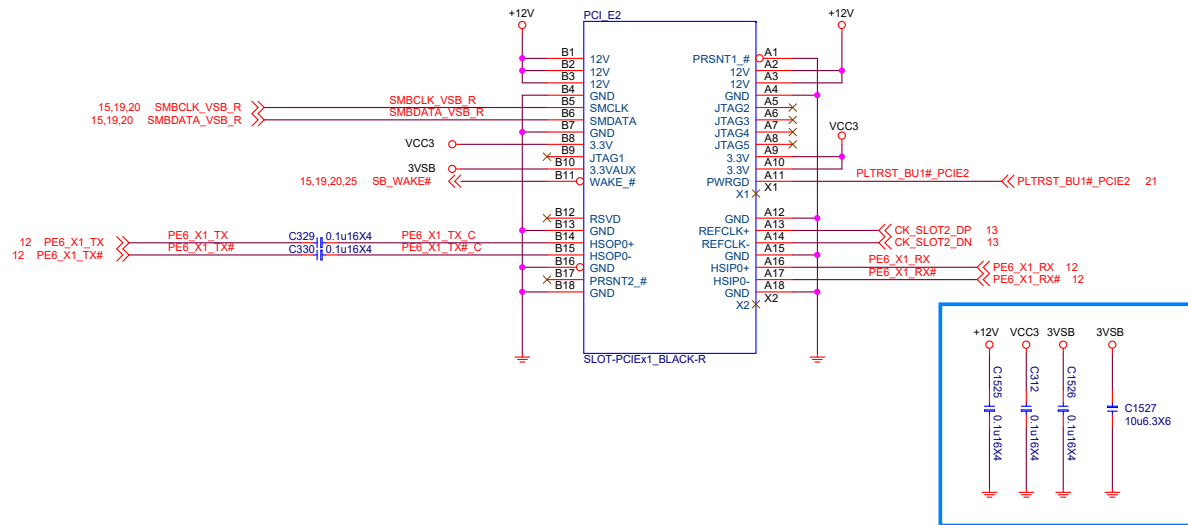 +12V PCI_E2 +12V
B1 12V PRSNT1_# A1
B2 12V 12V A2
B3 12V 12V A3
B4 GND GND A4
15,19,20 SMBCLK_VSB_R SMBCLK_VSB_R B5 SMCLK JTAG2 A5
15,19,20 SMBDATA_VSB_R SMBDATA_VSB_R B6 SMDATA JTAG3 A6
B7 GND JTAG4 A7
VCC3 B8 3.3V JTAG5 A8 VCC3
B9 JTAG1 3.3V A9
3VSB B10 3.3VAUX 3.3V A10
15,19,20,25 SB_WAKE# B11 WAKE_# PWRGD A11 PLTRST_BU1#_PCIE2 PLTRST_BU1#_PCIE2 21
X1 X1
B12 RSVD GND A12
B13 GND REFCLK+ A13 CK_SLOT2_DP 13
12 PE6_X1_TX PE6_X1_TX C329 0.1u16X4 PE6_X1_TX_C B14 HSOP0+ REFCLK- A14 CK_SLOT2_DN 13
12 PE6_X1_TX# PE6_X1_TX# C330 0.1u16X4 PE6_X1_TX#_C B15 HSOP0- GND A15
B16 GND HSIP0+ A16 PE6_X1_RX PE6_X1_RX 12
B17 PRSNT2_# HSIP0- A17 PE6_X1_RX# PE6_X1_RX# 12
B18 GND GND A18
X2 X2
SLOT-PCIEx1_BLACK-R
+12V VCC3 3VSB 3VSB
C1525 0.1u16X4
C312 0.1u16X4
C1526 0.1u16X4
C1527
10u6.3X6